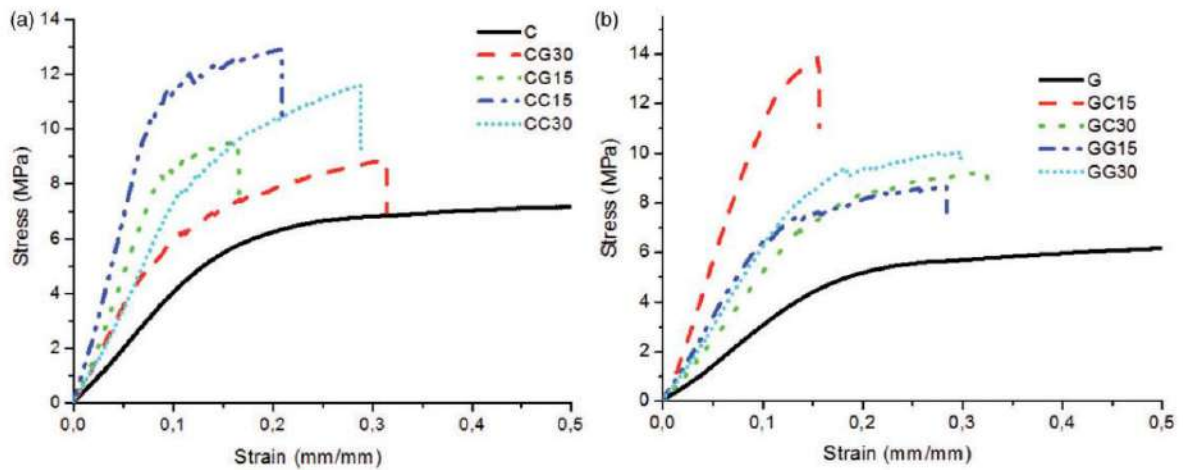 (a)
14
12
10
8
6
4
2
0
Stress (MPa)
0,0 0,1 0,2 0,3 0,4 0,5
Strain (mm/mm)
C
CG30
CG15
CC15
CC30
(b)
14
12
10
8
6
4
2
0
Stress (MPa)
0,0 0,1 0,2 0,3 0,4 0,5
Strain (mm/mm)
G
GC15
GC30
GG15
GG30